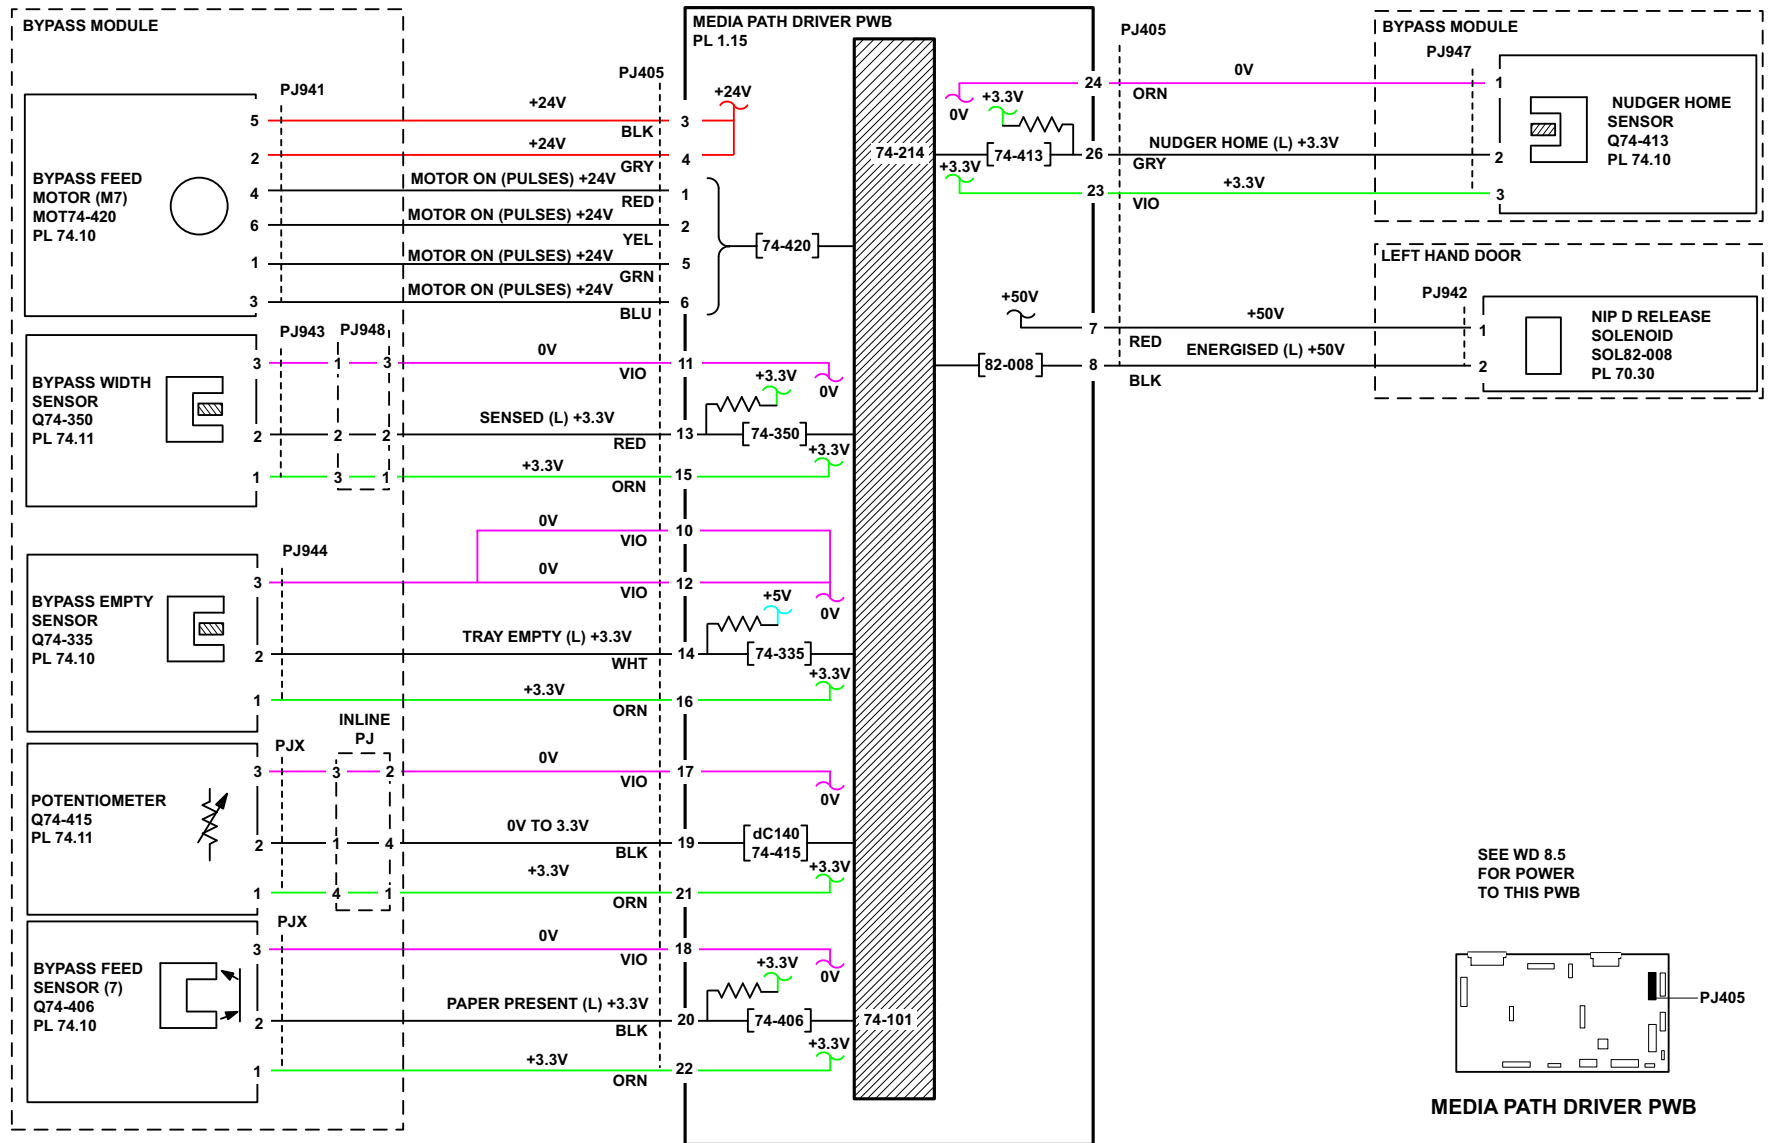 BYPASS MODULE
PJ941
PJ405
BYPASS FEED
MOTOR (M7)
MOT74-420
PL 74.10
5 +24V BLK 3
2 +24V GRY 4
4 MOTOR ON (PULSES) +24V RED 1
6 MOTOR ON (PULSES) +24V YEL 2
1 MOTOR ON (PULSES) +24V GRN 5
3 MOTOR ON (PULSES) +24V BLU 6
+24V
74-420
PJ943 PJ948
BYPASS WIDTH
SENSOR
Q74-350
PL 74.11
3 1 3 0V VIO 11
0V
2 2 2 SENSED (L) +3.3V RED 13
+3.3V
74-350
1 3 1 +3.3V ORN 15
+3.3V
PJ944
BYPASS EMPTY
SENSOR
Q74-335
PL 74.10
0V VIO 10
3 0V VIO 12
0V
2 TRAY EMPTY (L) +3.3V WHT 14
+5V
74-335
1 +3.3V ORN 16
+3.3V
PJX
INLINE
PJ
POTENTIOMETER
Q74-415
PL 74.11
3 3 2 0V VIO 17
0V
2 1 4 0V TO 3.3V BLK 19
dC140
74-415
1 4 1 +3.3V ORN 21
+3.3V
PJX
BYPASS FEED
SENSOR (7)
Q74-406
PL 74.10
3 0V VIO 18
0V
2 PAPER PRESENT (L) +3.3V BLK 20
+3.3V
74-406
1 +3.3V ORN 22
+3.3V
MEDIA PATH DRIVER PWB
PL 1.15
74-214
74-101
PJ405
BYPASS MODULE
PJ947
0V
24 0V ORN 1
+3.3V
74-413
26 NUDGER HOME (L) +3.3V GRY 2
+3.3V
23 +3.3V VIO 3
NUDGER HOME
SENSOR
Q74-413
PL 74.10
LEFT HAND DOOR
PJ942
+50V
7 +50V RED 1
82-008
8 ENERGISED (L) +50V BLK 2
NIP D RELEASE
SOLENOID
SOL82-008
PL 70.30
SEE WD 8.5
FOR POWER
TO THIS PWB
PJ405
MEDIA PATH DRIVER PWB